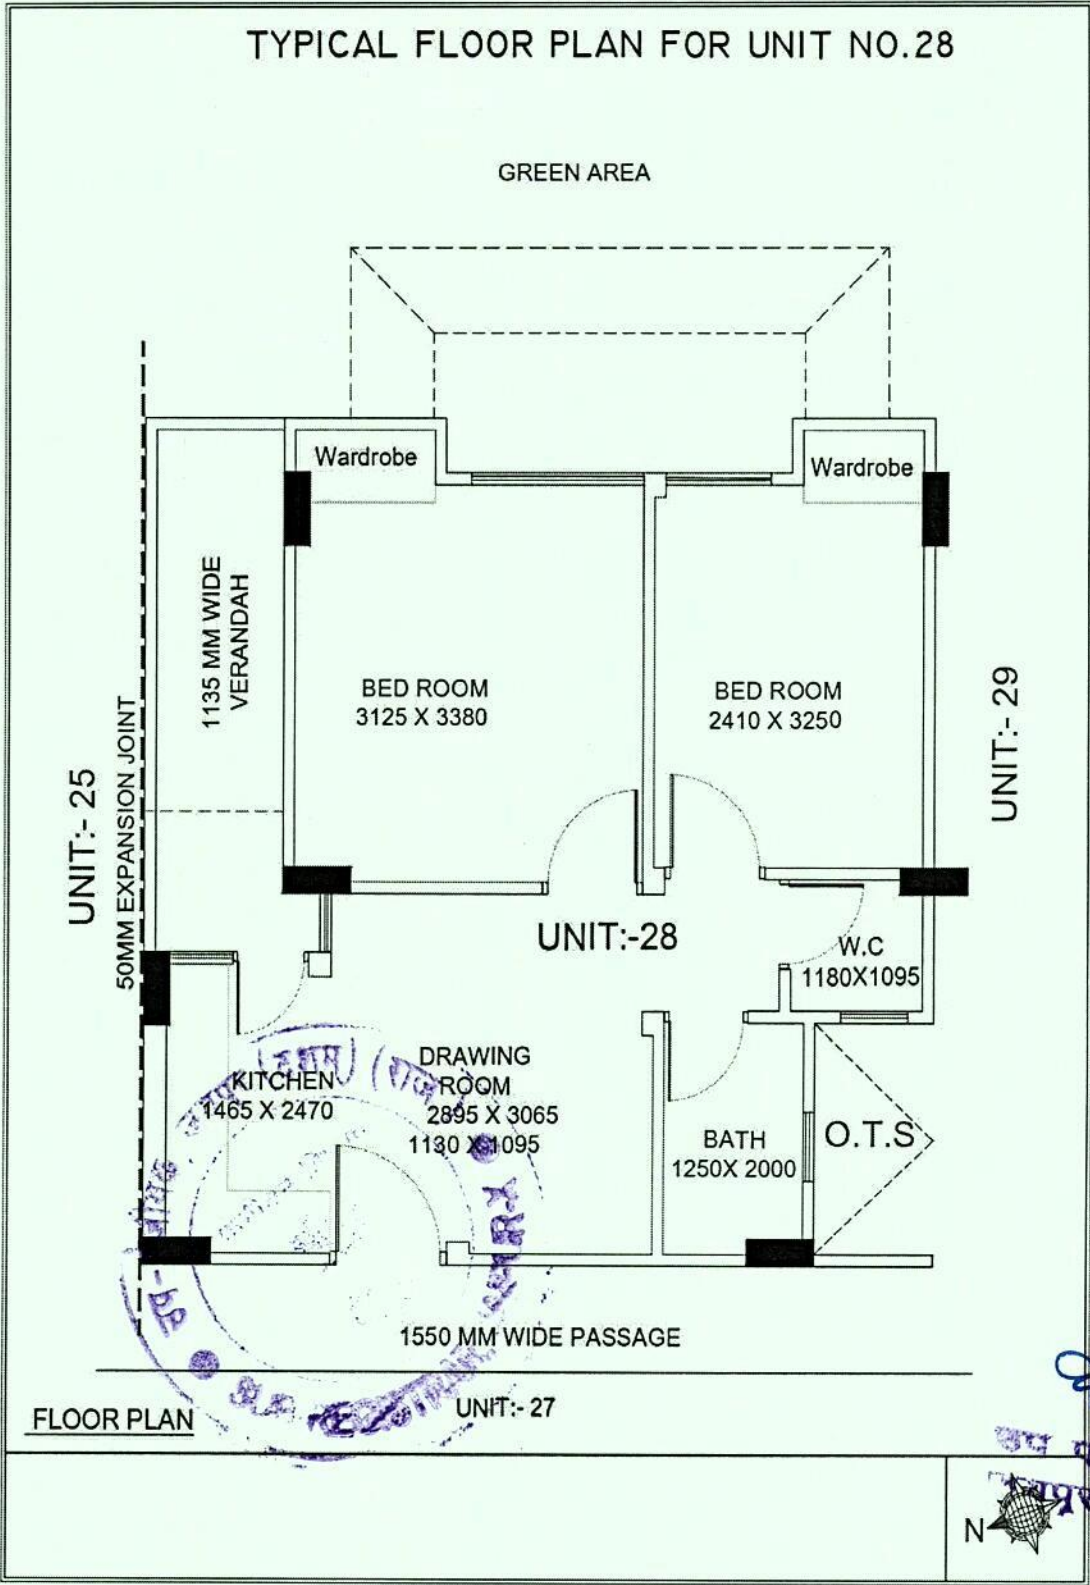 TYPICAL FLOOR PLAN FOR UNIT NO.28
GREEN AREA
Wardrobe
Wardrobe
1135 MM WIDE
VERANDAH
BED ROOM
3125 X 3380
BED ROOM
2410 X 3250
UNIT:- 25
50MM EXPANSION JOINT
UNIT:- 29
UNIT:-28
W.C
1180X1095
KITCHEN
1465 X 2470
DRAWING
ROOM
2895 X 3065
1130 X 1095
BATH
1250X 2000
O.T.S
1550 MM WIDE PASSAGE
UNIT:- 27
FLOOR PLAN
N